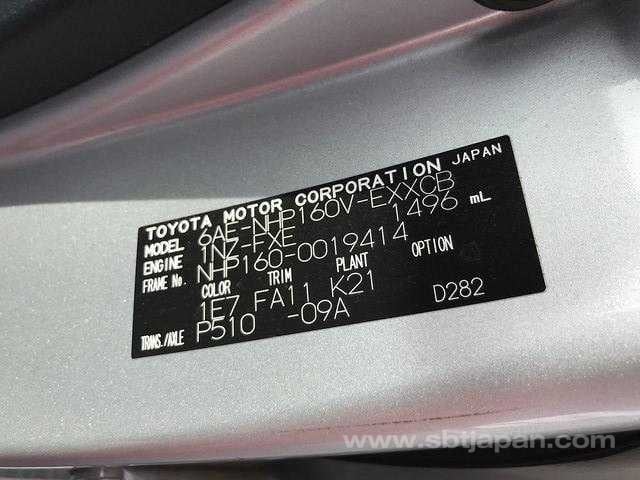 TOYOTA MOTOR CORPORATION JAPAN
MODEL 6AE-NHP160V-EXXCB
ENGINE 1NZ-FXE 1496 mL
FRAME No. NHP160-0019414
COLOR TRIM PLANT OPTION
1E7 FA11 K21
TRANS./AXLE P510 -09A D282
www.sbtjapan.com